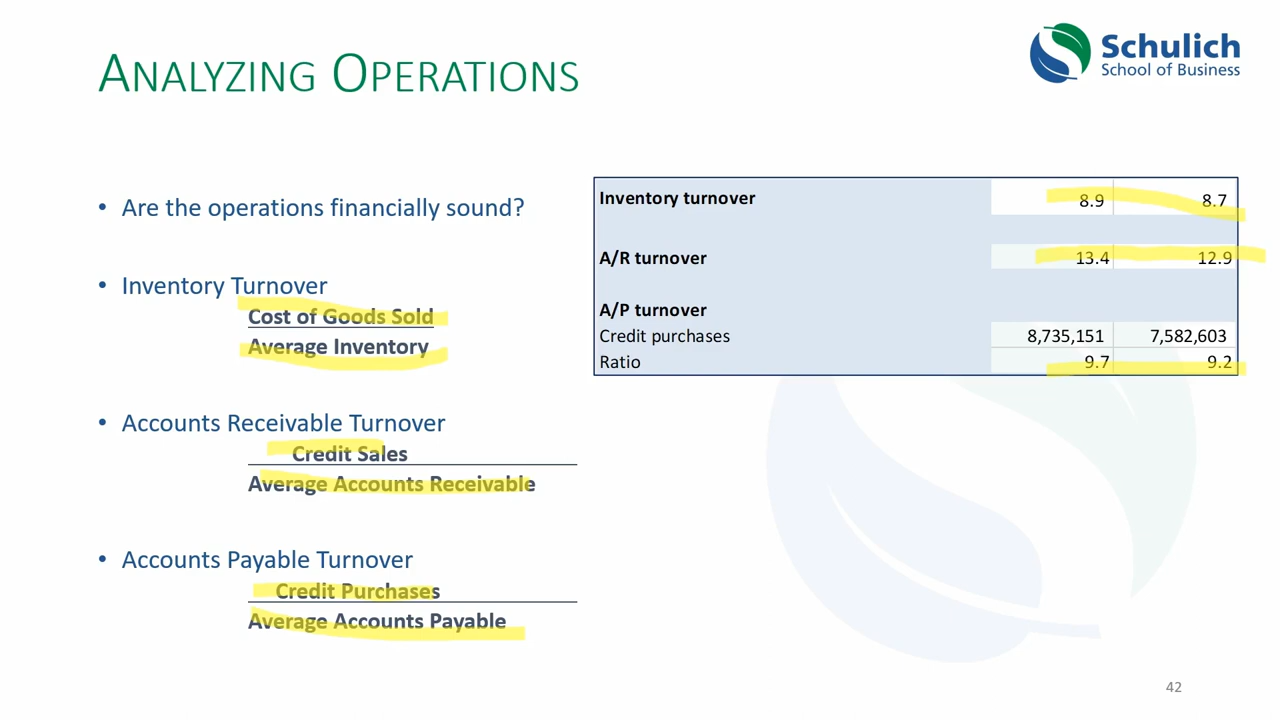 ANALYZING OPERATIONS
Schulich
School of Business
• Are the operations financially sound?
• Inventory Turnover
Cost of Goods Sold
Average Inventory
• Accounts Receivable Turnover
Credit Sales
Average Accounts Receivable
• Accounts Payable Turnover
Credit Purchases
Average Accounts Payable
Inventory turnover 8.9 8.7
A/R turnover 13.4 12.9
A/P turnover
Credit purchases 8,735,151 7,582,603
Ratio 9.7 9.2
42